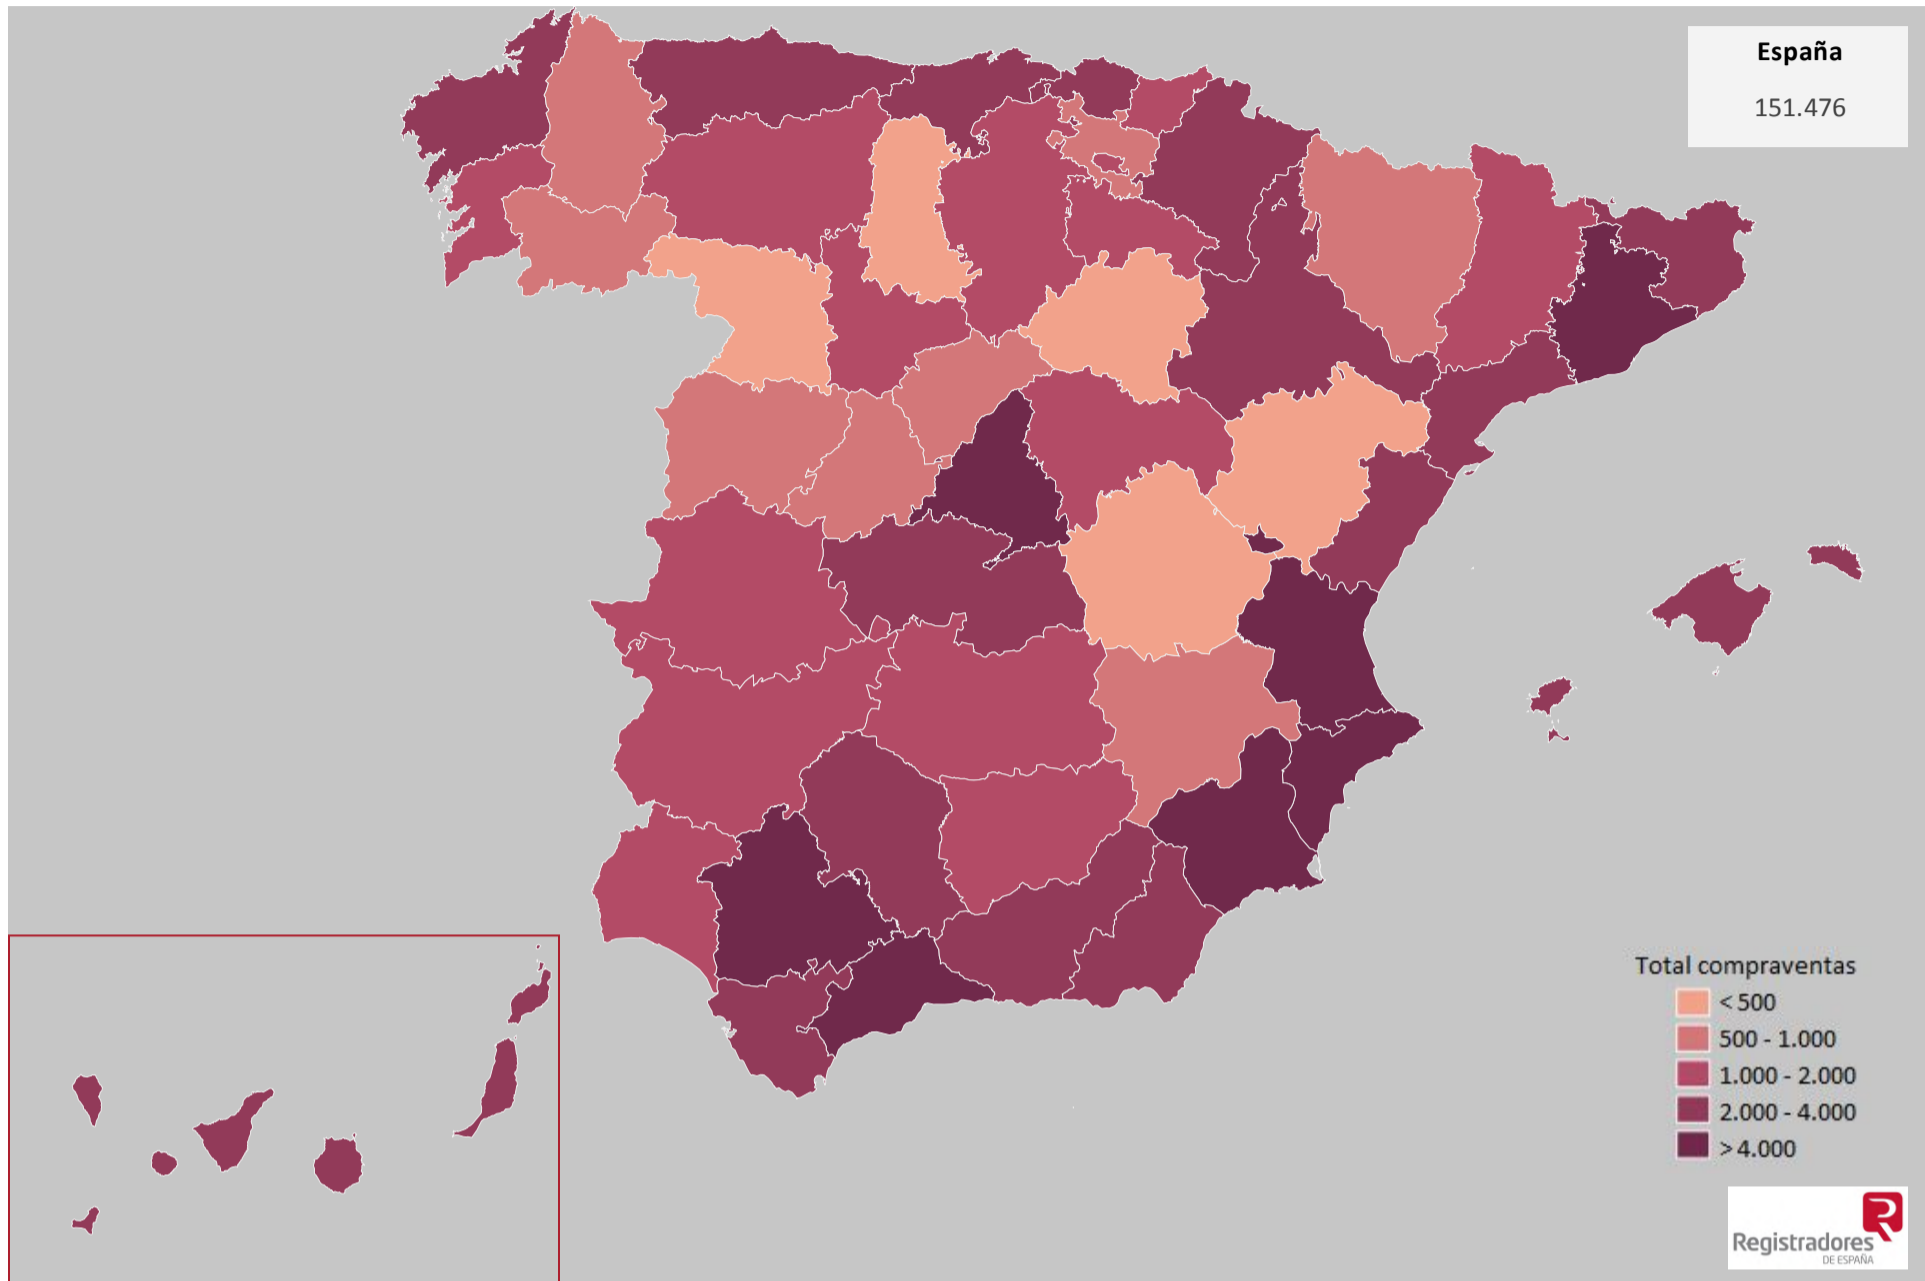 España
151.476
Total compraventas
< 500
500 - 1.000
1.000 - 2.000
2.000 - 4.000
> 4.000
Registradores
DE ESPAÑA